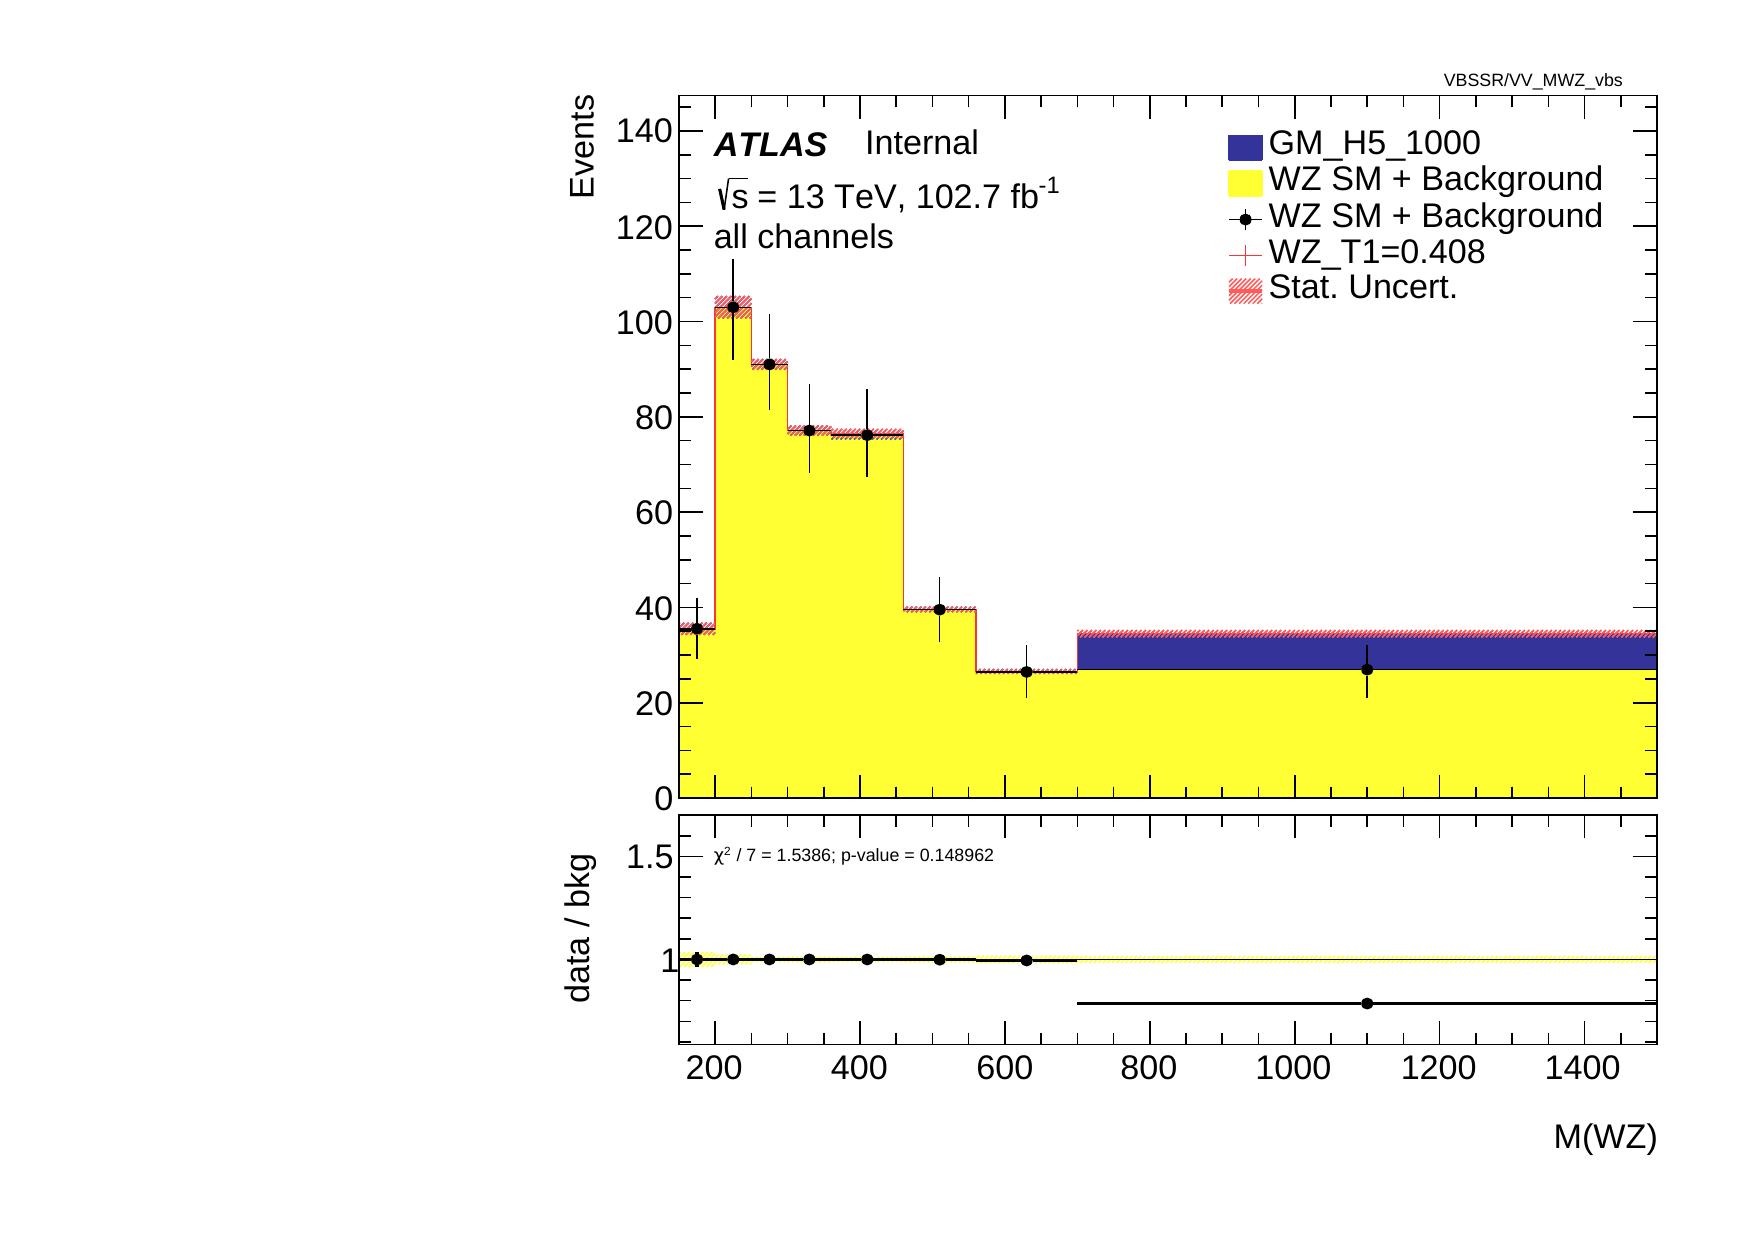 VBSSR/VV_MWZ_vbs
Events
140
120
100
80
60
40
20
0
ATLAS Internal
√s = 13 TeV, 102.7 fb⁻¹
all channels
GM_H5_1000
WZ SM + Background
WZ SM + Background
WZ_T1=0.408
Stat. Uncert.
data / bkg
1.5
1
χ² / 7 = 1.5386; p-value = 0.148962
200 400 600 800 1000 1200 1400
M(WZ)